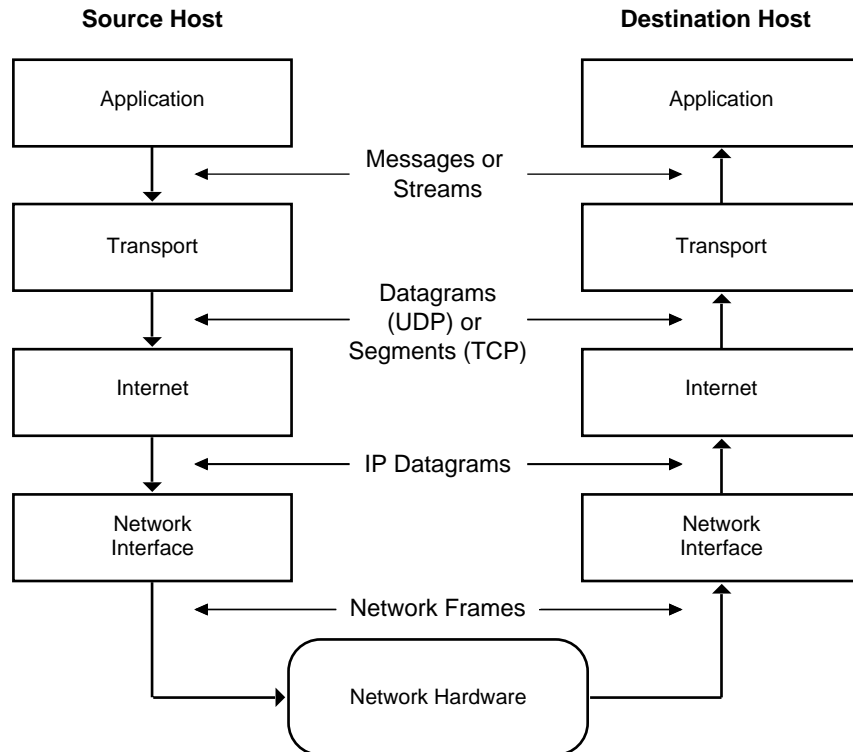 Source Host
Destination Host
Application
Application
Messages or
Streams
Transport
Transport
Datagrams
(UDP) or
Segments (TCP)
Internet
Internet
IP Datagrams
Network
Interface
Network
Interface
Network Frames
Network Hardware